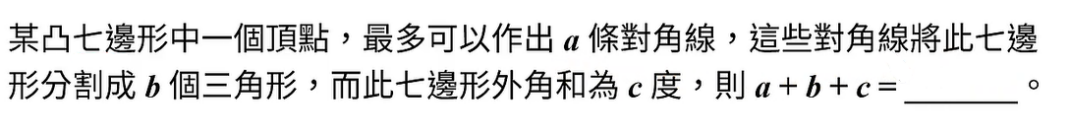 某凸七邊形中一個頂點，最多可以作出 a 條對角線，這些對角線將此七邊
形分割成 b 個三角形，而此七邊形外角和為 c 度，則 a + b + c = ______。